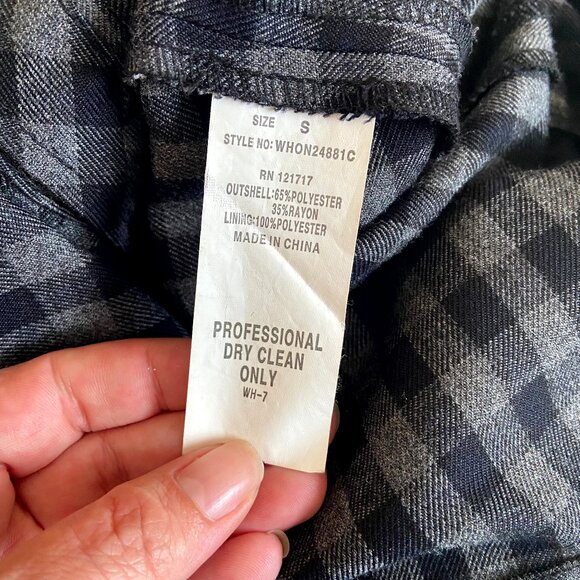 SIZE S
STYLE NO: WHON24881C
RN 121717
OUTSHELL:65%POLYESTER
35%RAYON
LINING:100%POLYESTER
MADE IN CHINA
PROFESSIONAL
DRY CLEAN
ONLY
WH-7